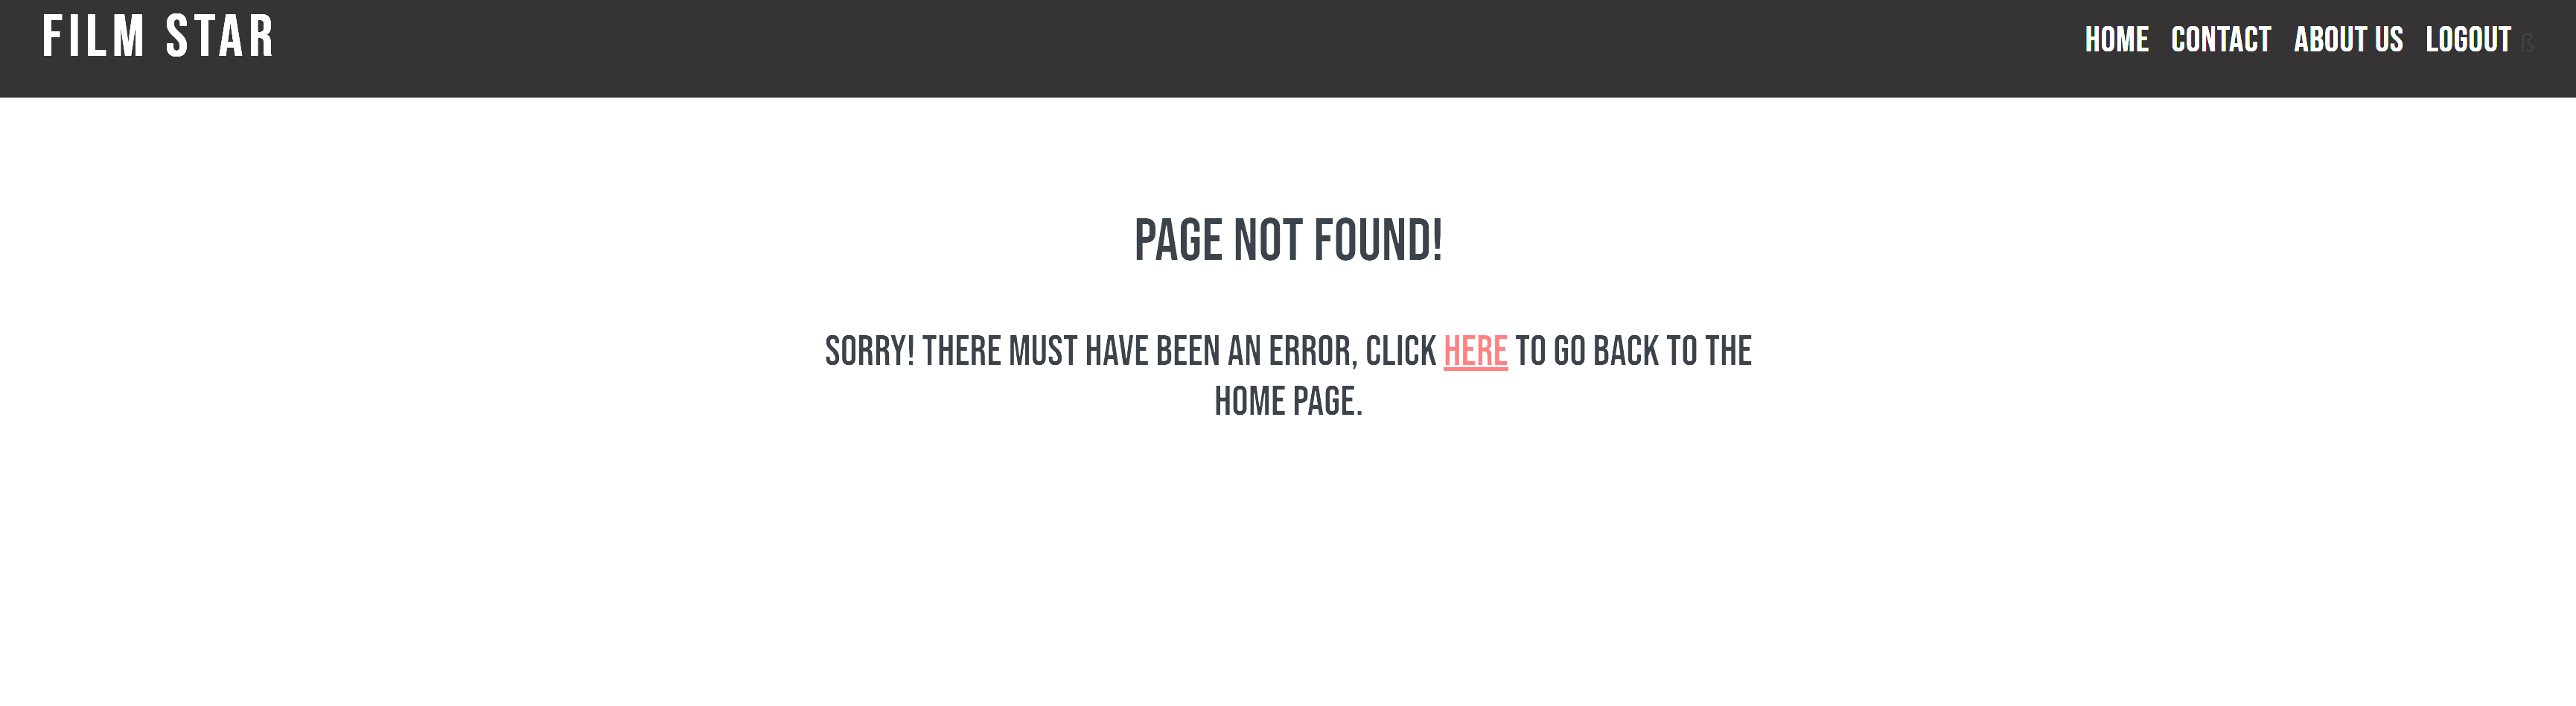 FILM STAR
HOME CONTACT ABOUT US LOGOUT ß
PAGE NOT FOUND!
SORRY! THERE MUST HAVE BEEN AN ERROR, CLICK HERE TO GO BACK TO THE
HOME PAGE.